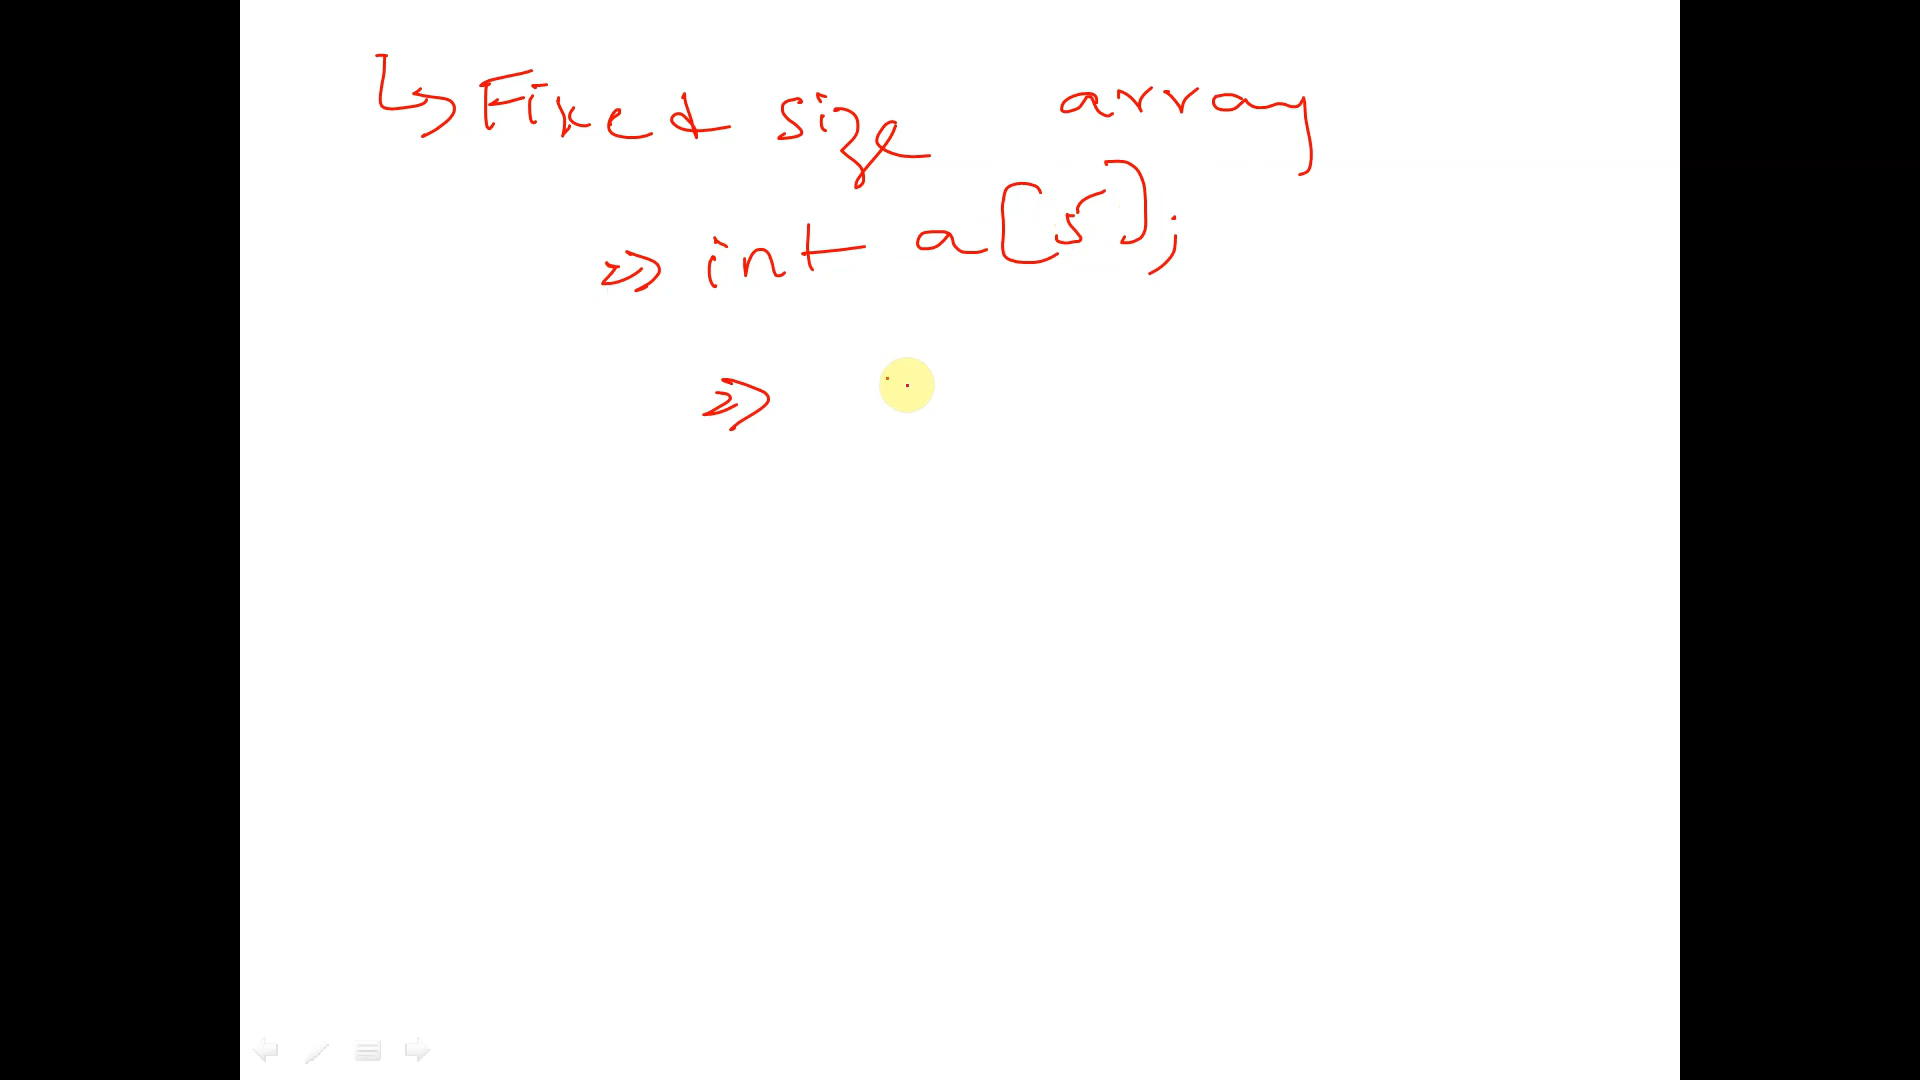 ↳ Fixed size array
⇒ int a[5];
⇒